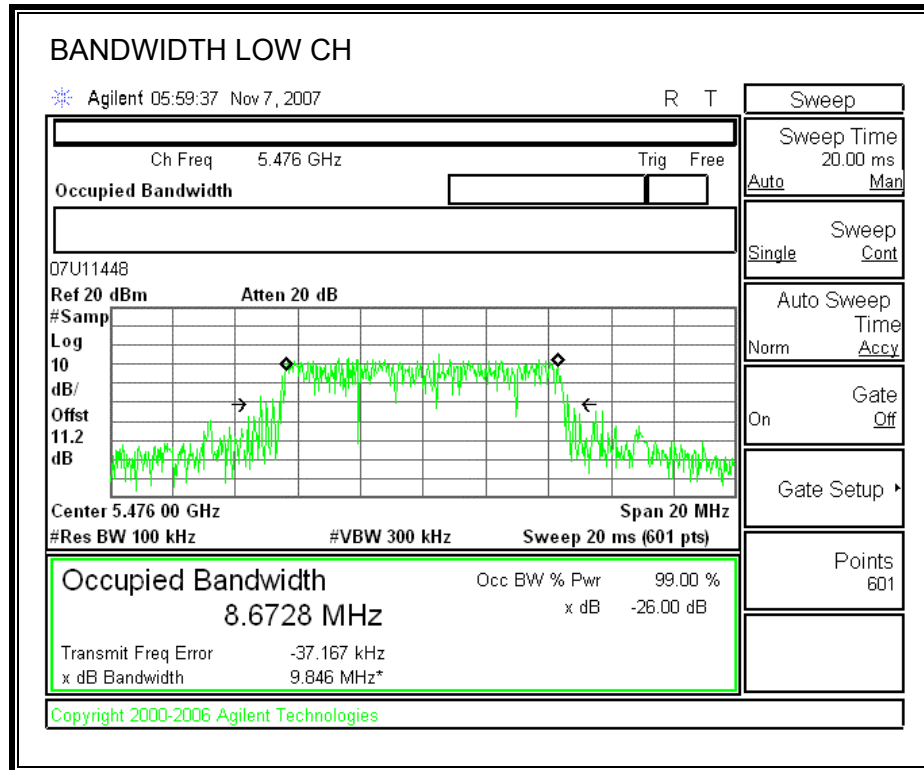 BANDWIDTH LOW CH
Agilent 05:59:37 Nov 7, 2007 R T
Ch Freq 5.476 GHz Trig Free
Occupied Bandwidth
07U11448
Ref 20 dBm Atten 20 dB
#Samp
Log
10
dB/
Offst
11.2
dB
Center 5.476 00 GHz Span 20 MHz
#Res BW 100 kHz #VBW 300 kHz Sweep 20 ms (601 pts)
Occupied Bandwidth Occ BW % Pwr 99.00 %
8.6728 MHz x dB -26.00 dB
Transmit Freq Error -37.167 kHz
x dB Bandwidth 9.846 MHz*
Copyright 2000-2006 Agilent Technologies
Sweep
Sweep Time
20.00 ms
Auto Man
Sweep
Single Cont
Auto Sweep
Time
Norm Accy
Gate
On Off
Gate Setup
Points
601